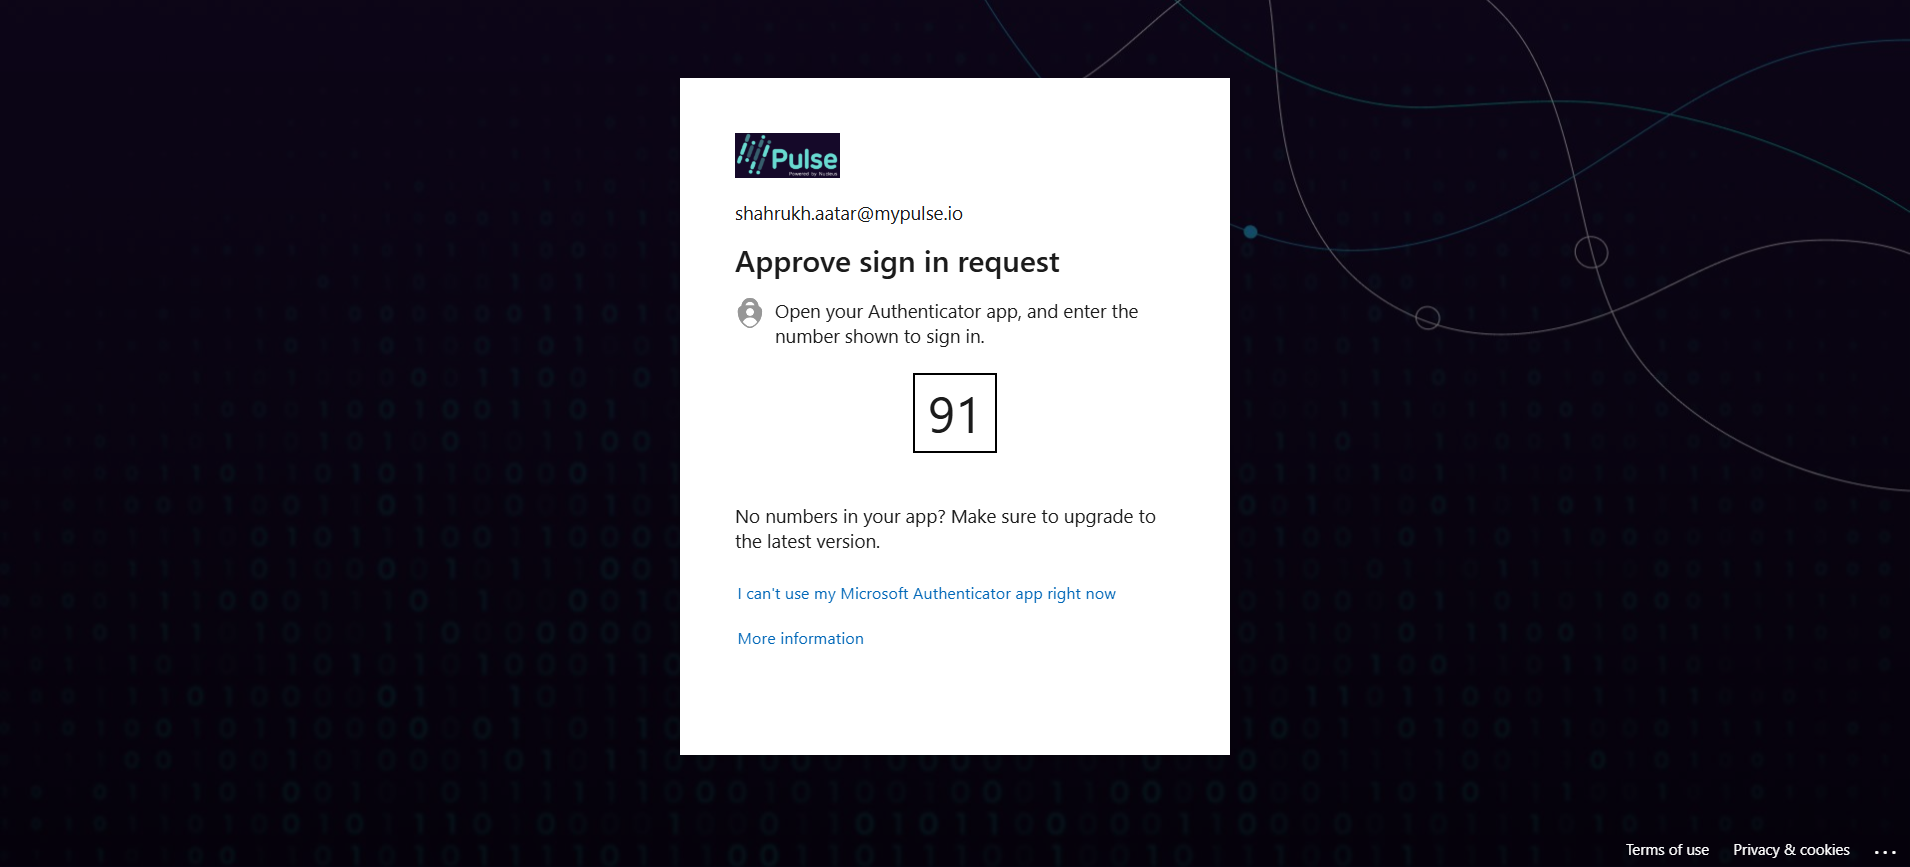 Pulse
Powered by Nucleus
shahrukh.aatar@mypulse.io
Approve sign in request
Open your Authenticator app, and enter the
number shown to sign in.
91
No numbers in your app? Make sure to upgrade to
the latest version.
I can't use my Microsoft Authenticator app right now
More information
Terms of use
Privacy & cookies
...